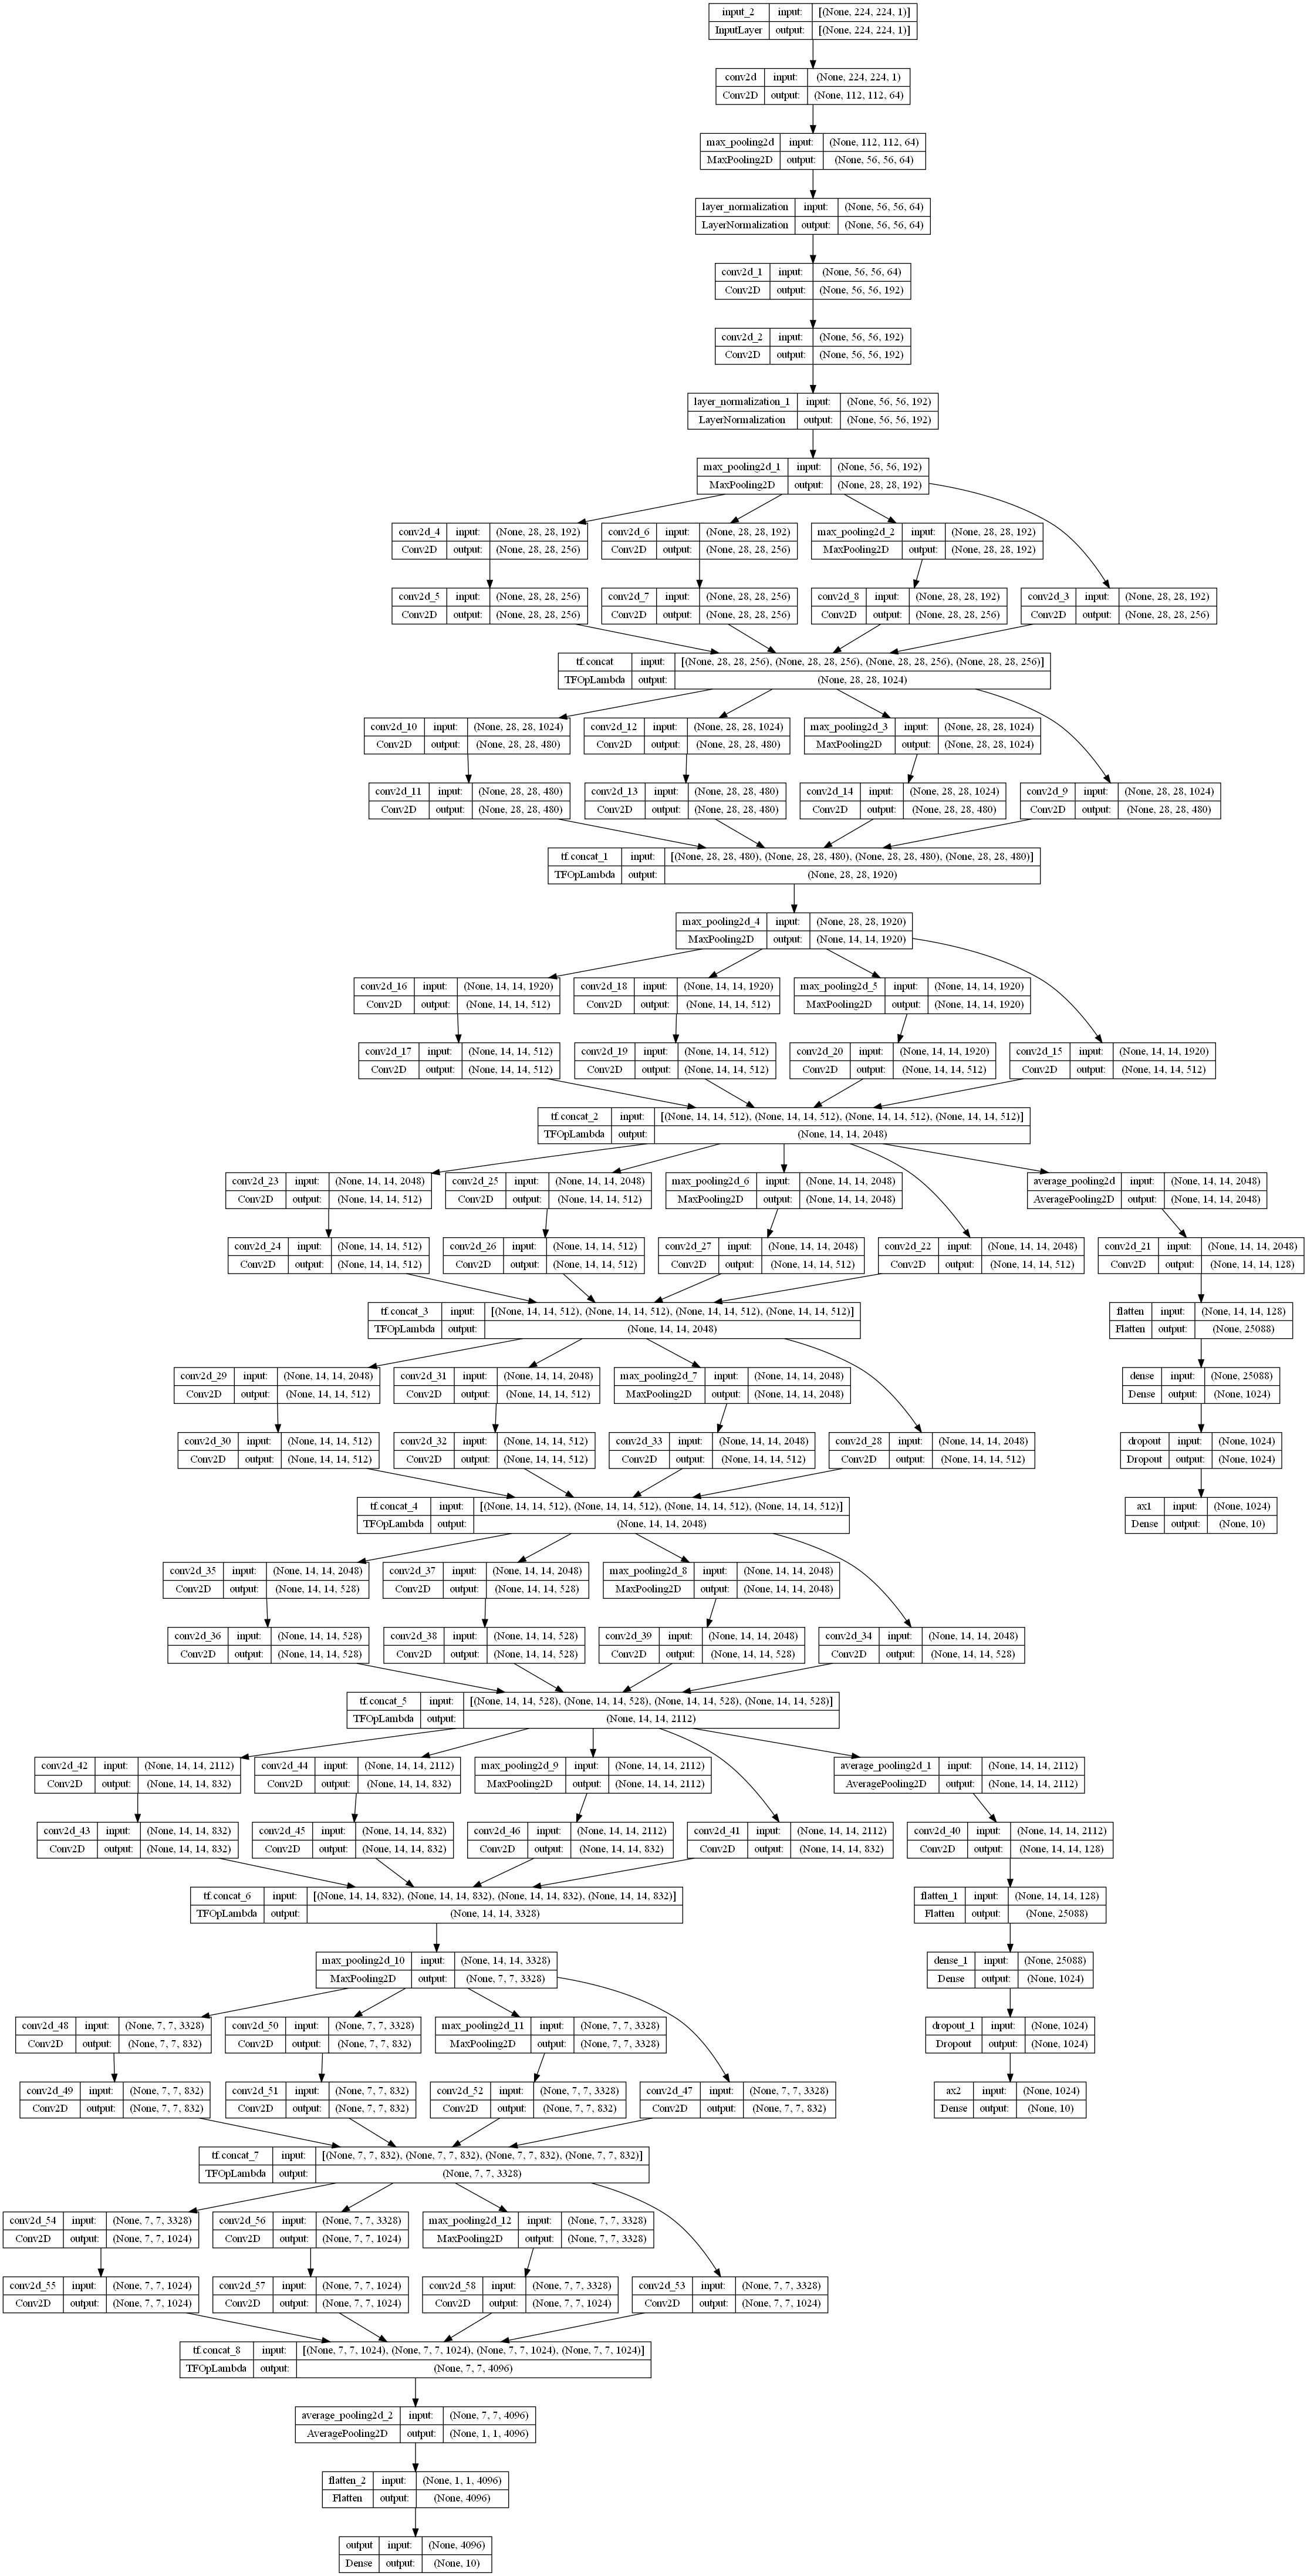 input_2 input: [(None, 224, 224, 1)]
InputLayer output: [(None, 224, 224, 1)]
conv2d input: (None, 224, 224, 1)
Conv2D output: (None, 112, 112, 64)
max_pooling2d input: (None, 112, 112, 64)
MaxPooling2D output: (None, 56, 56, 64)
layer_normalization input: (None, 56, 56, 64)
LayerNormalization output: (None, 56, 56, 64)
conv2d_1 input: (None, 56, 56, 64)
Conv2D output: (None, 56, 56, 192)
conv2d_2 input: (None, 56, 56, 192)
Conv2D output: (None, 56, 56, 192)
layer_normalization_1 input: (None, 56, 56, 192)
LayerNormalization output: (None, 56, 56, 192)
max_pooling2d_1 input: (None, 56, 56, 192)
MaxPooling2D output: (None, 28, 28, 192)
conv2d_4 input: (None, 28, 28, 192)
Conv2D output: (None, 28, 28, 256)
conv2d_6 input: (None, 28, 28, 192)
Conv2D output: (None, 28, 28, 256)
max_pooling2d_2 input: (None, 28, 28, 192)
MaxPooling2D output: (None, 28, 28, 192)
conv2d_5 input: (None, 28, 28, 256)
Conv2D output: (None, 28, 28, 256)
conv2d_7 input: (None, 28, 28, 256)
Conv2D output: (None, 28, 28, 256)
conv2d_8 input: (None, 28, 28, 192)
Conv2D output: (None, 28, 28, 256)
conv2d_3 input: (None, 28, 28, 192)
Conv2D output: (None, 28, 28, 256)
tf.concat input: [(None, 28, 28, 256), (None, 28, 28, 256), (None, 28, 28, 256), (None, 28, 28, 256)]
TFOpLambda output: (None, 28, 28, 1024)
conv2d_10 input: (None, 28, 28, 1024)
Conv2D output: (None, 28, 28, 480)
conv2d_12 input: (None, 28, 28, 1024)
Conv2D output: (None, 28, 28, 480)
max_pooling2d_3 input: (None, 28, 28, 1024)
MaxPooling2D output: (None, 28, 28, 1024)
conv2d_11 input: (None, 28, 28, 480)
Conv2D output: (None, 28, 28, 480)
conv2d_13 input: (None, 28, 28, 480)
Conv2D output: (None, 28, 28, 480)
conv2d_14 input: (None, 28, 28, 1024)
Conv2D output: (None, 28, 28, 480)
conv2d_9 input: (None, 28, 28, 1024)
Conv2D output: (None, 28, 28, 480)
tf.concat_1 input: [(None, 28, 28, 480), (None, 28, 28, 480), (None, 28, 28, 480), (None, 28, 28, 480)]
TFOpLambda output: (None, 28, 28, 1920)
max_pooling2d_4 input: (None, 28, 28, 1920)
MaxPooling2D output: (None, 14, 14, 1920)
conv2d_16 input: (None, 14, 14, 1920)
Conv2D output: (None, 14, 14, 512)
conv2d_18 input: (None, 14, 14, 1920)
Conv2D output: (None, 14, 14, 512)
max_pooling2d_5 input: (None, 14, 14, 1920)
MaxPooling2D output: (None, 14, 14, 1920)
conv2d_17 input: (None, 14, 14, 512)
Conv2D output: (None, 14, 14, 512)
conv2d_19 input: (None, 14, 14, 512)
Conv2D output: (None, 14, 14, 512)
conv2d_20 input: (None, 14, 14, 1920)
Conv2D output: (None, 14, 14, 512)
conv2d_15 input: (None, 14, 14, 1920)
Conv2D output: (None, 14, 14, 512)
tf.concat_2 input: [(None, 14, 14, 512), (None, 14, 14, 512), (None, 14, 14, 512), (None, 14, 14, 512)]
TFOpLambda output: (None, 14, 14, 2048)
conv2d_23 input: (None, 14, 14, 2048)
Conv2D output: (None, 14, 14, 512)
conv2d_25 input: (None, 14, 14, 2048)
Conv2D output: (None, 14, 14, 512)
max_pooling2d_6 input: (None, 14, 14, 2048)
MaxPooling2D output: (None, 14, 14, 2048)
average_pooling2d input: (None, 14, 14, 2048)
AveragePooling2D output: (None, 14, 14, 2048)
conv2d_24 input: (None, 14, 14, 512)
Conv2D output: (None, 14, 14, 512)
conv2d_26 input: (None, 14, 14, 512)
Conv2D output: (None, 14, 14, 512)
conv2d_27 input: (None, 14, 14, 2048)
Conv2D output: (None, 14, 14, 512)
conv2d_22 input: (None, 14, 14, 2048)
Conv2D output: (None, 14, 14, 512)
conv2d_21 input: (None, 14, 14, 2048)
Conv2D output: (None, 14, 14, 128)
tf.concat_3 input: [(None, 14, 14, 512), (None, 14, 14, 512), (None, 14, 14, 512), (None, 14, 14, 512)]
TFOpLambda output: (None, 14, 14, 2048)
flatten input: (None, 14, 14, 128)
Flatten output: (None, 25088)
conv2d_29 input: (None, 14, 14, 2048)
Conv2D output: (None, 14, 14, 512)
conv2d_31 input: (None, 14, 14, 2048)
Conv2D output: (None, 14, 14, 512)
max_pooling2d_7 input: (None, 14, 14, 2048)
MaxPooling2D output: (None, 14, 14, 2048)
dense input: (None, 25088)
Dense output: (None, 1024)
conv2d_30 input: (None, 14, 14, 512)
Conv2D output: (None, 14, 14, 512)
conv2d_32 input: (None, 14, 14, 512)
Conv2D output: (None, 14, 14, 512)
conv2d_33 input: (None, 14, 14, 2048)
Conv2D output: (None, 14, 14, 512)
conv2d_28 input: (None, 14, 14, 2048)
Conv2D output: (None, 14, 14, 512)
dropout input: (None, 1024)
Dropout output: (None, 1024)
tf.concat_4 input: [(None, 14, 14, 512), (None, 14, 14, 512), (None, 14, 14, 512), (None, 14, 14, 512)]
TFOpLambda output: (None, 14, 14, 2048)
ax1 input: (None, 1024)
Dense output: (None, 10)
conv2d_35 input: (None, 14, 14, 2048)
Conv2D output: (None, 14, 14, 528)
conv2d_37 input: (None, 14, 14, 2048)
Conv2D output: (None, 14, 14, 528)
max_pooling2d_8 input: (None, 14, 14, 2048)
MaxPooling2D output: (None, 14, 14, 2048)
conv2d_36 input: (None, 14, 14, 528)
Conv2D output: (None, 14, 14, 528)
conv2d_38 input: (None, 14, 14, 528)
Conv2D output: (None, 14, 14, 528)
conv2d_39 input: (None, 14, 14, 2048)
Conv2D output: (None, 14, 14, 528)
conv2d_34 input: (None, 14, 14, 2048)
Conv2D output: (None, 14, 14, 528)
tf.concat_5 input: [(None, 14, 14, 528), (None, 14, 14, 528), (None, 14, 14, 528), (None, 14, 14, 528)]
TFOpLambda output: (None, 14, 14, 2112)
conv2d_42 input: (None, 14, 14, 2112)
Conv2D output: (None, 14, 14, 832)
conv2d_44 input: (None, 14, 14, 2112)
Conv2D output: (None, 14, 14, 832)
max_pooling2d_9 input: (None, 14, 14, 2112)
MaxPooling2D output: (None, 14, 14, 2112)
average_pooling2d_1 input: (None, 14, 14, 2112)
AveragePooling2D output: (None, 14, 14, 2112)
conv2d_43 input: (None, 14, 14, 832)
Conv2D output: (None, 14, 14, 832)
conv2d_45 input: (None, 14, 14, 832)
Conv2D output: (None, 14, 14, 832)
conv2d_46 input: (None, 14, 14, 2112)
Conv2D output: (None, 14, 14, 832)
conv2d_41 input: (None, 14, 14, 2112)
Conv2D output: (None, 14, 14, 832)
conv2d_40 input: (None, 14, 14, 2112)
Conv2D output: (None, 14, 14, 128)
tf.concat_6 input: [(None, 14, 14, 832), (None, 14, 14, 832), (None, 14, 14, 832), (None, 14, 14, 832)]
TFOpLambda output: (None, 14, 14, 3328)
flatten_1 input: (None, 14, 14, 128)
Flatten output: (None, 25088)
max_pooling2d_10 input: (None, 14, 14, 3328)
MaxPooling2D output: (None, 7, 7, 3328)
dense_1 input: (None, 25088)
Dense output: (None, 1024)
conv2d_48 input: (None, 7, 7, 3328)
Conv2D output: (None, 7, 7, 832)
conv2d_50 input: (None, 7, 7, 3328)
Conv2D output: (None, 7, 7, 832)
max_pooling2d_11 input: (None, 7, 7, 3328)
MaxPooling2D output: (None, 7, 7, 3328)
dropout_1 input: (None, 1024)
Dropout output: (None, 1024)
conv2d_49 input: (None, 7, 7, 832)
Conv2D output: (None, 7, 7, 832)
conv2d_51 input: (None, 7, 7, 832)
Conv2D output: (None, 7, 7, 832)
conv2d_52 input: (None, 7, 7, 3328)
Conv2D output: (None, 7, 7, 832)
conv2d_47 input: (None, 7, 7, 3328)
Conv2D output: (None, 7, 7, 832)
ax2 input: (None, 1024)
Dense output: (None, 10)
tf.concat_7 input: [(None, 7, 7, 832), (None, 7, 7, 832), (None, 7, 7, 832), (None, 7, 7, 832)]
TFOpLambda output: (None, 7, 7, 3328)
conv2d_54 input: (None, 7, 7, 3328)
Conv2D output: (None, 7, 7, 1024)
conv2d_56 input: (None, 7, 7, 3328)
Conv2D output: (None, 7, 7, 1024)
max_pooling2d_12 input: (None, 7, 7, 3328)
MaxPooling2D output: (None, 7, 7, 3328)
conv2d_55 input: (None, 7, 7, 1024)
Conv2D output: (None, 7, 7, 1024)
conv2d_57 input: (None, 7, 7, 1024)
Conv2D output: (None, 7, 7, 1024)
conv2d_58 input: (None, 7, 7, 3328)
Conv2D output: (None, 7, 7, 1024)
conv2d_53 input: (None, 7, 7, 3328)
Conv2D output: (None, 7, 7, 1024)
tf.concat_8 input: [(None, 7, 7, 1024), (None, 7, 7, 1024), (None, 7, 7, 1024), (None, 7, 7, 1024)]
TFOpLambda output: (None, 7, 7, 4096)
average_pooling2d_2 input: (None, 7, 7, 4096)
AveragePooling2D output: (None, 1, 1, 4096)
flatten_2 input: (None, 1, 1, 4096)
Flatten output: (None, 4096)
output input: (None, 4096)
Dense output: (None, 10)